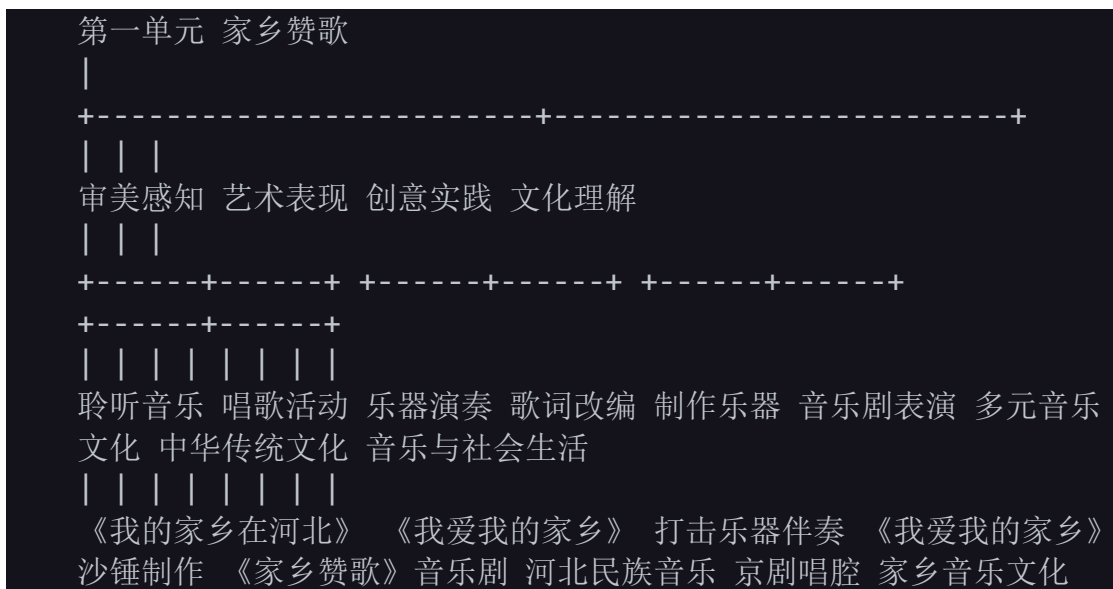 第一单元 家乡赞歌
|
+-------------------------+--------------------------+
| | |
审美感知 艺术表现 创意实践 文化理解
| | |
+------+------+ +------+------+ +------+------+
+------+------+
| | | | | | | |
聆听音乐 唱歌活动 乐器演奏 歌词改编 制作乐器 音乐剧表演 多元音乐
文化 中华传统文化 音乐与社会生活
| | | | | | | |
《我的家乡在河北》 《我爱我的家乡》 打击乐器伴奏 《我爱我的家乡》
沙锤制作 《家乡赞歌》音乐剧 河北民族音乐 京剧唱腔 家乡音乐文化